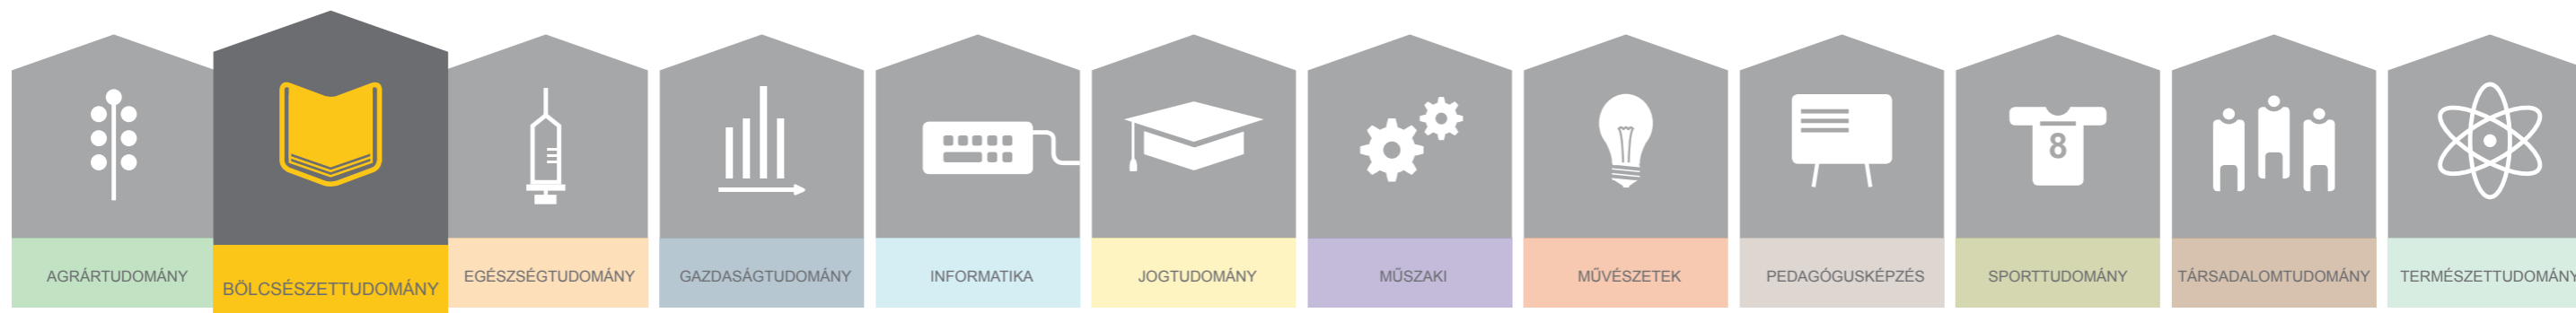 8
AGRÁRTUDOMÁNY
BÖLCSÉSZETTUDOMÁNY
EGÉSZSÉGTUDOMÁNY
GAZDASÁGTUDOMÁNY
INFORMATIKA
JOGTUDOMÁNY
MŰSZAKI
MŰVÉSZETEK
PEDAGÓGUSKÉPZÉS
SPORTTUDOMÁNY
TÁRSADALOMTUDOMÁNY
TERMÉSZETTUDOMÁNY